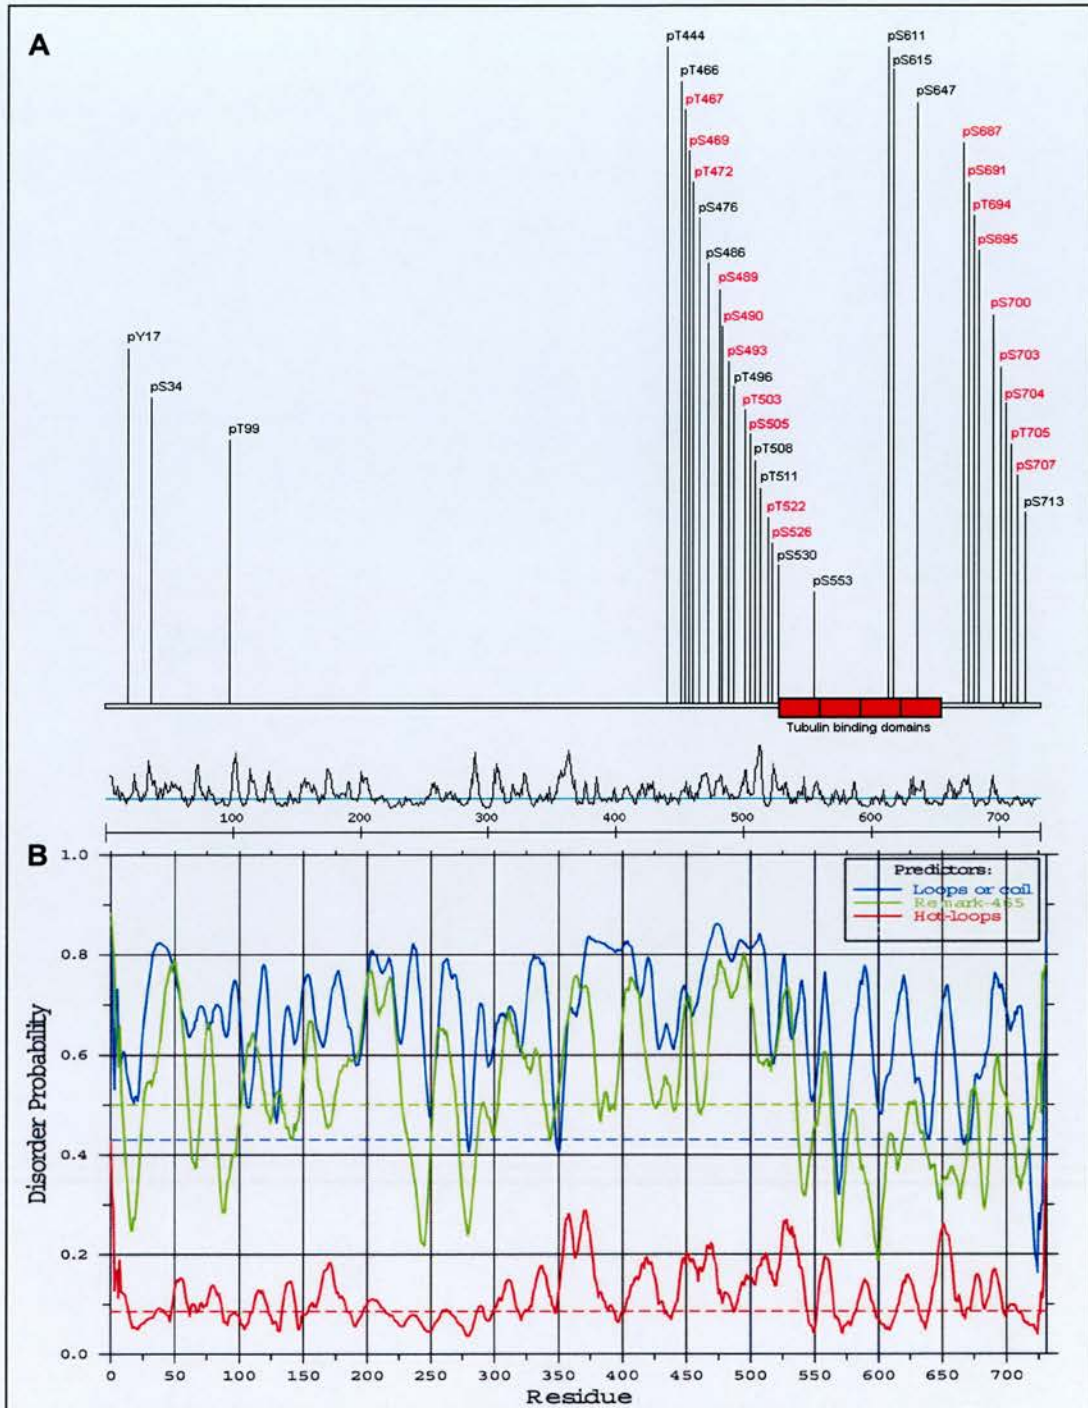 A
pT444
pS611
pS615
pT466
pS647
pT467
pS687
pS469
pS691
pT472
pT694
pS476
pS695
pS486
pS489
pS700
pS490
pY17
pS493
pS703
pS34
pT496
pS704
pT503
pT99
pS505
pT705
pT508
pS707
pT511
pS713
pT522
pS526
pS530
pS553
Tubulin binding domains
100 200 300 400 500 600 700
B
1.0
Predictors:
Loops or coil
Remark-465
Hot-loops
0.8
0.6
Disorder Probability
0.4
0.2
0.0
0 50 100 150 200 250 300 350 400 450 500 550 600 650 700
Residue